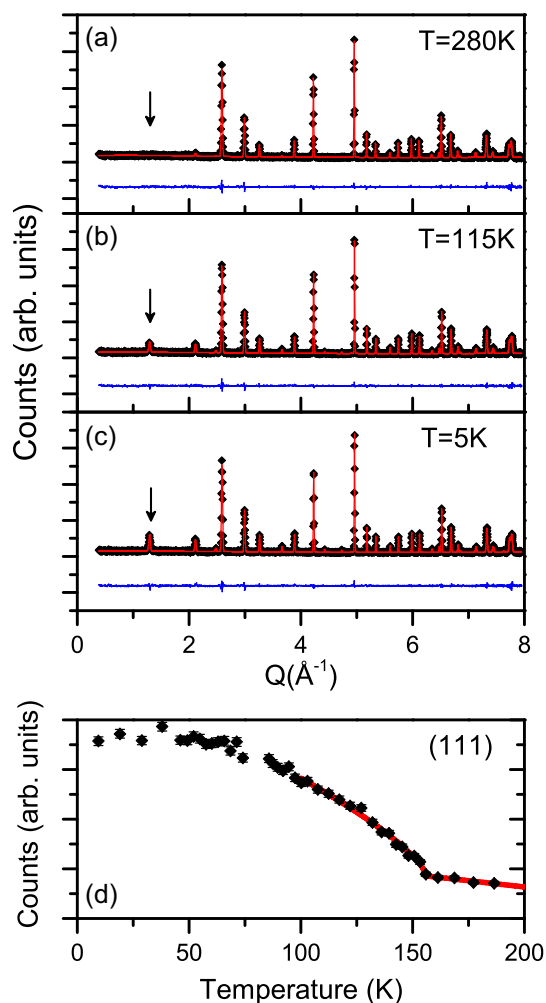 (a)
T=280K
(b)
T=115K
Counts (arb. units)
(c)
T=5K
0 2 4 6 8
Q(Å⁻¹)
(111)
Counts (arb. units)
(d)
0 50 100 150 200
Temperature (K)